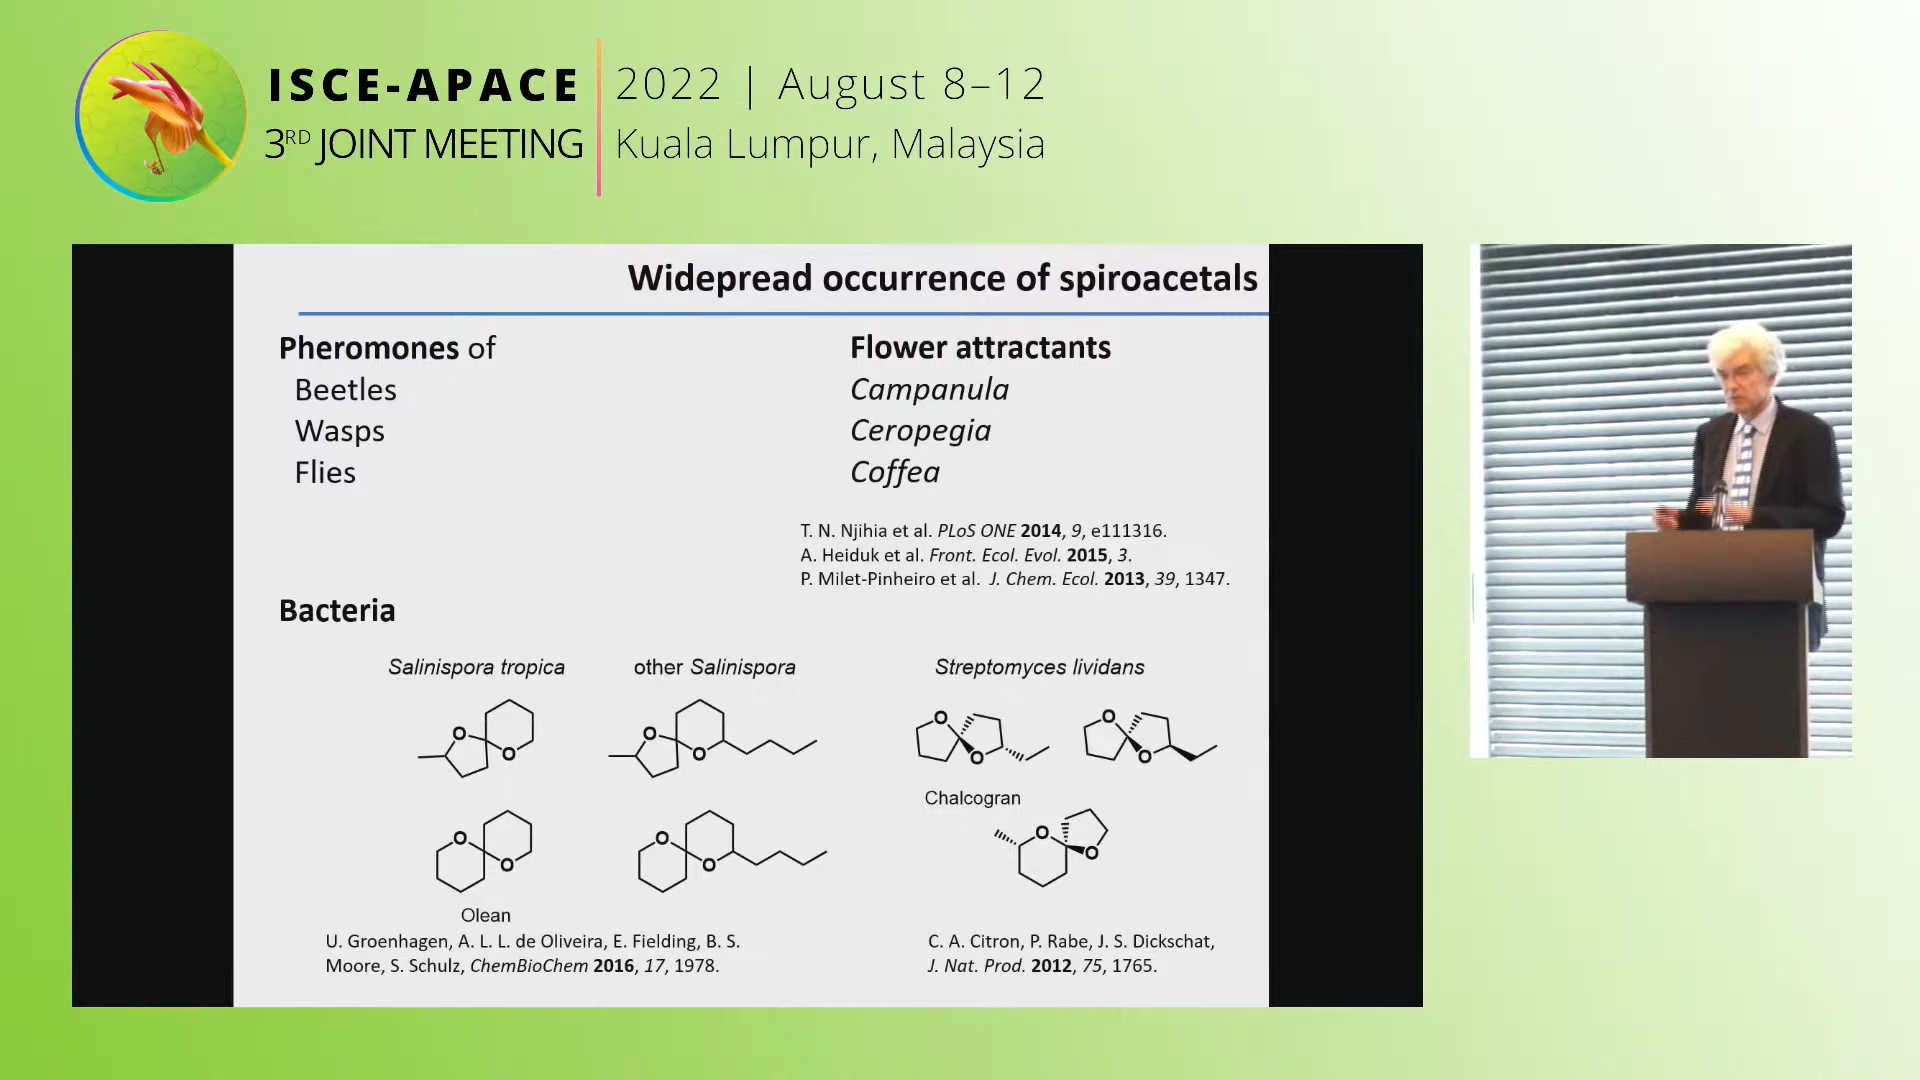 ISCE-APACE
3RD JOINT MEETING
2022 | August 8–12
Kuala Lumpur, Malaysia
Widepread occurrence of spiroacetals
Pheromones of
Beetles
Wasps
Flies
Flower attractants
Campanula
Ceropegia
Coffea
T. N. Njihia et al. PLoS ONE 2014, 9, e111316.
A. Heiduk et al. Front. Ecol. Evol. 2015, 3.
P. Milet-Pinheiro et al. J. Chem. Ecol. 2013, 39, 1347.
Bacteria
Salinispora tropica
other Salinispora
Streptomyces lividans
O
O
O
O
O
O
O
O
Chalcogran
O
O
O
O
O
O
Olean
U. Groenhagen, A. L. L. de Oliveira, E. Fielding, B. S.
Moore, S. Schulz, ChemBioChem 2016, 17, 1978.
C. A. Citron, P. Rabe, J. S. Dickschat,
J. Nat. Prod. 2012, 75, 1765.